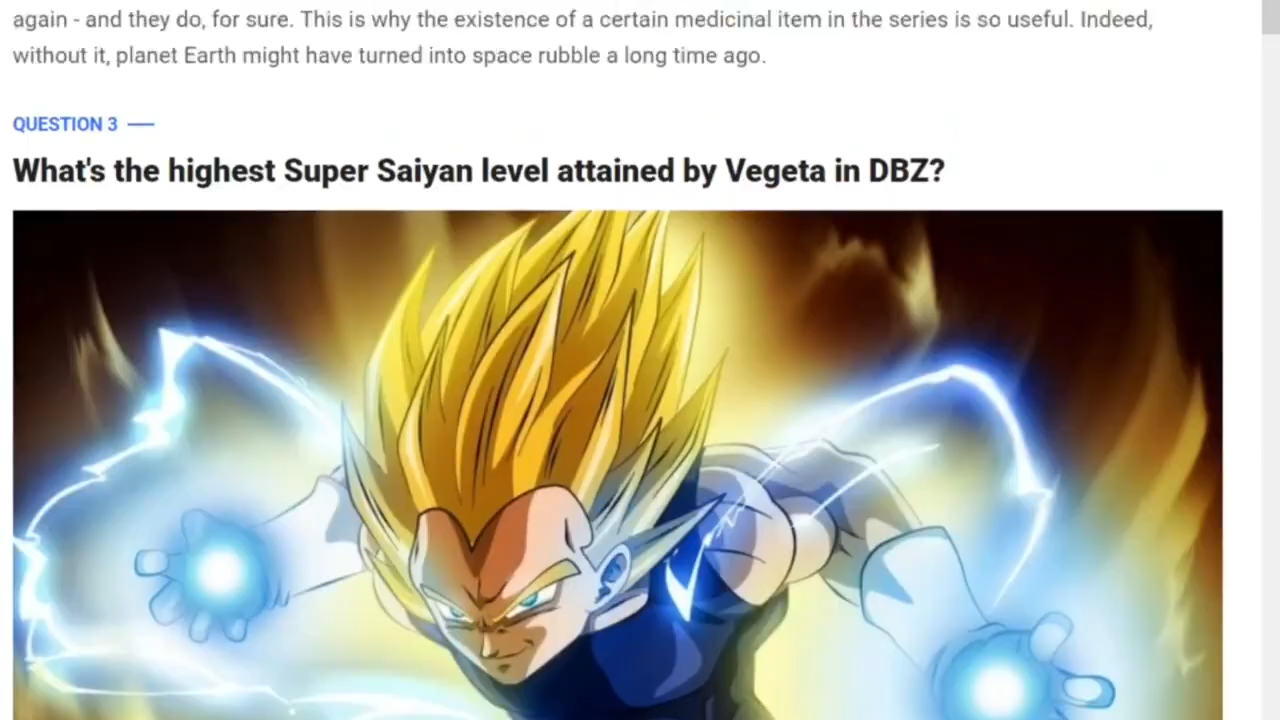 again - and they do, for sure. This is why the existence of a certain medicinal item in the series is so useful. Indeed,
without it, planet Earth might have turned into space rubble a long time ago.
QUESTION 3
What's the highest Super Saiyan level attained by Vegeta in DBZ?